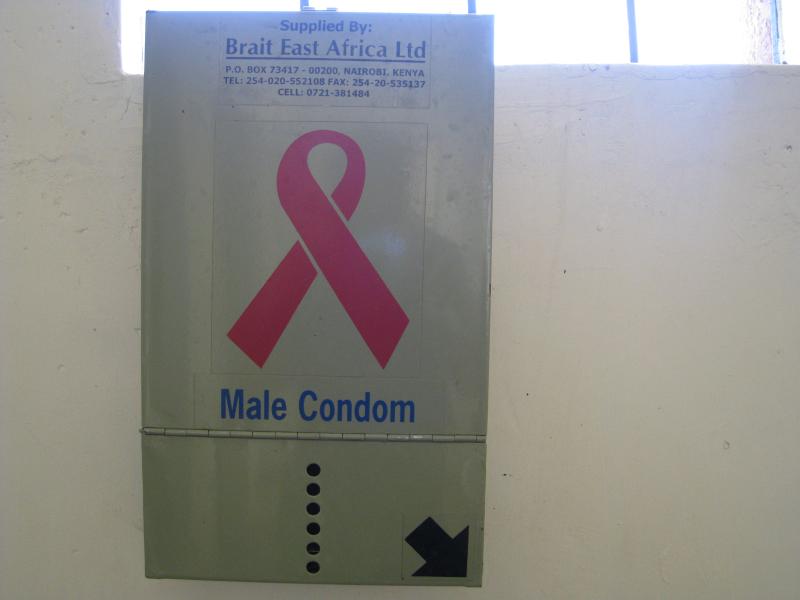 Supplied By:
Brait East Africa Ltd
P.O. BOX 73417 - 00200, NAIROBI, KENYA
TEL: 254-020-552108 FAX: 254-20-535137
CELL: 0721-381484
Male Condom